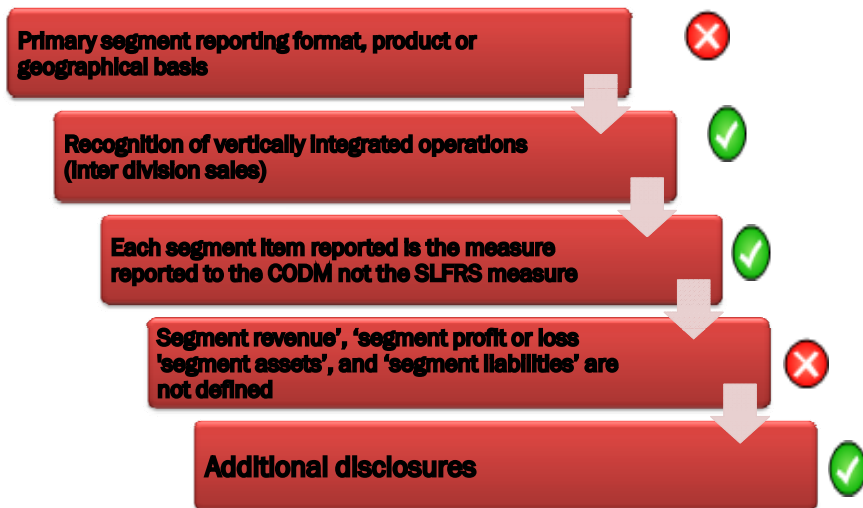 Primary segment reporting format, product or
geographical basis
Recognition of vertically integrated operations
(inter division sales)
Each segment item reported is the measure
reported to the CODM not the SLFRS measure
Segment revenue’, ‘segment profit or loss
'segment assets’, and ‘segment liabilities’ are
not defined
Additional disclosures